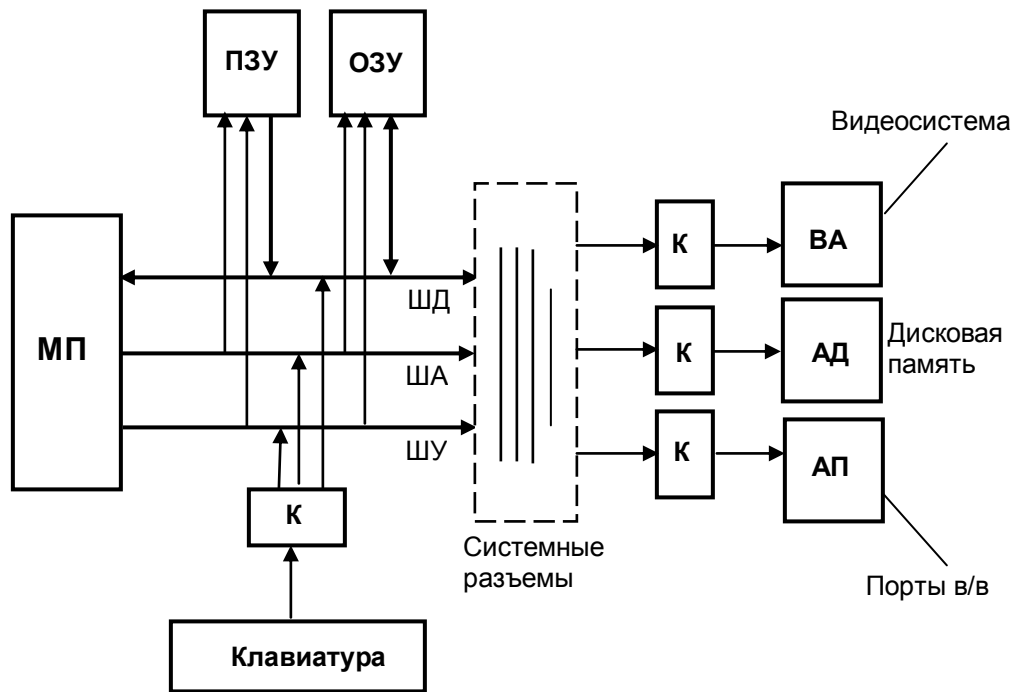 ПЗУ
ОЗУ
Видеосистема
МП
ШД
ША
ШУ
К
ВА
К
АД
Дисковая
память
К
АП
К
Системные
разъемы
Порты в/в
Клавиатура